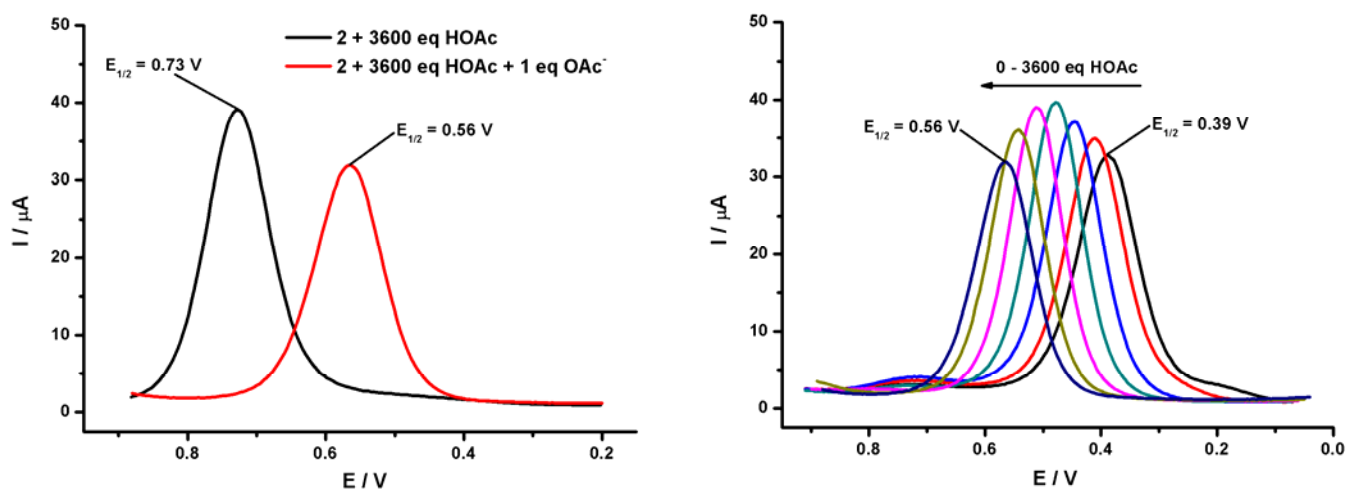 50
40
30
20
10
0
I / μA
E₁/₂ = 0.73 V
2 + 3600 eq HOAc
2 + 3600 eq HOAc + 1 eq OAc⁻
E₁/₂ = 0.56 V
0.8 0.6 0.4 0.2
E / V
50
40
30
20
10
0
I / μA
0 - 3600 eq HOAc
E₁/₂ = 0.56 V
E₁/₂ = 0.39 V
0.8 0.6 0.4 0.2 0.0
E / V